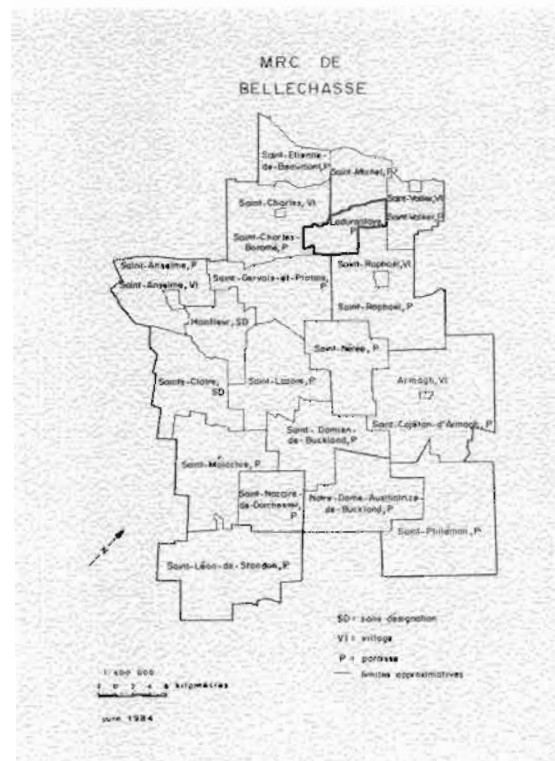 MRC DE
BELLECHASSE
Saint-Etienne-
de-Beaumont, P
Saint-Michel, P
Saint-Charles, VI
Saint-Vallier, VI
Ladurantaye
P
Saint-Vallier, P
Saint-Charles-
Boromé, P
Saint-Anselme, P
Saint-Gervais-et-Protais,
P
Saint-Raphaël, VI
Saint-Anselme, VI
Saint-Raphaël, P
Honfleur, SD
Saint-Nérée, P
Sainte-Claire,
SD
Saint-Lazare, P
Armagh, VI
Saint-Cajetan-d'Armagh, P
Saint-Damien-
de-Buckland, P
Saint-Malachie, P
Saint-Nazaire-
de-Dorchester,
P
Notre-Dame-Auxiliatrice-
de-Buckland, P
Saint-Philémon, P
N
Saint-Léon-de-Standon, P
SD = sans désignation
VI = village
P = paroisse
limites approximatives
kilomètres
1984